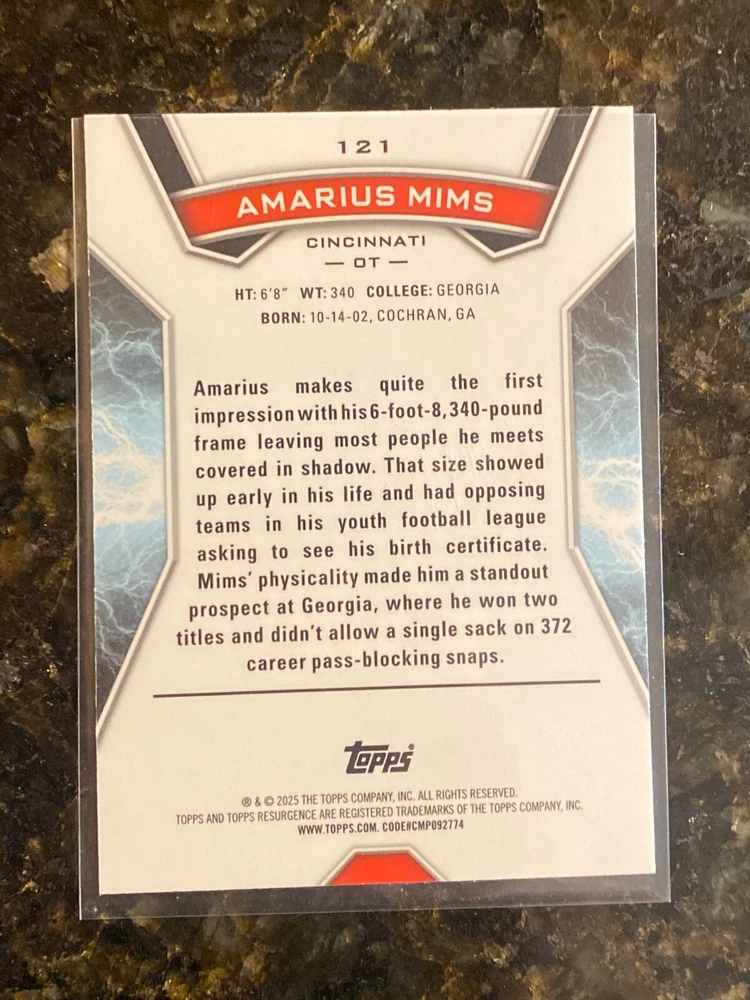 121
AMARIUS MIMS
CINCINNATI
— OT —
HT: 6'8" WT: 340 COLLEGE: GEORGIA
BORN: 10-14-02, COCHRAN, GA
Amarius makes quite the first
impression with his 6-foot-8, 340-pound
frame leaving most people he meets
covered in shadow. That size showed
up early in his life and had opposing
teams in his youth football league
asking to see his birth certificate.
Mims' physicality made him a standout
prospect at Georgia, where he won two
titles and didn't allow a single sack on 372
career pass-blocking snaps.
topps®
® & © 2025 THE TOPPS COMPANY, INC. ALL RIGHTS RESERVED.
TOPPS AND TOPPS RESURGENCE ARE REGISTERED TRADEMARKS OF THE TOPPS COMPANY, INC.
WWW.TOPPS.COM. CODE#CMP092774